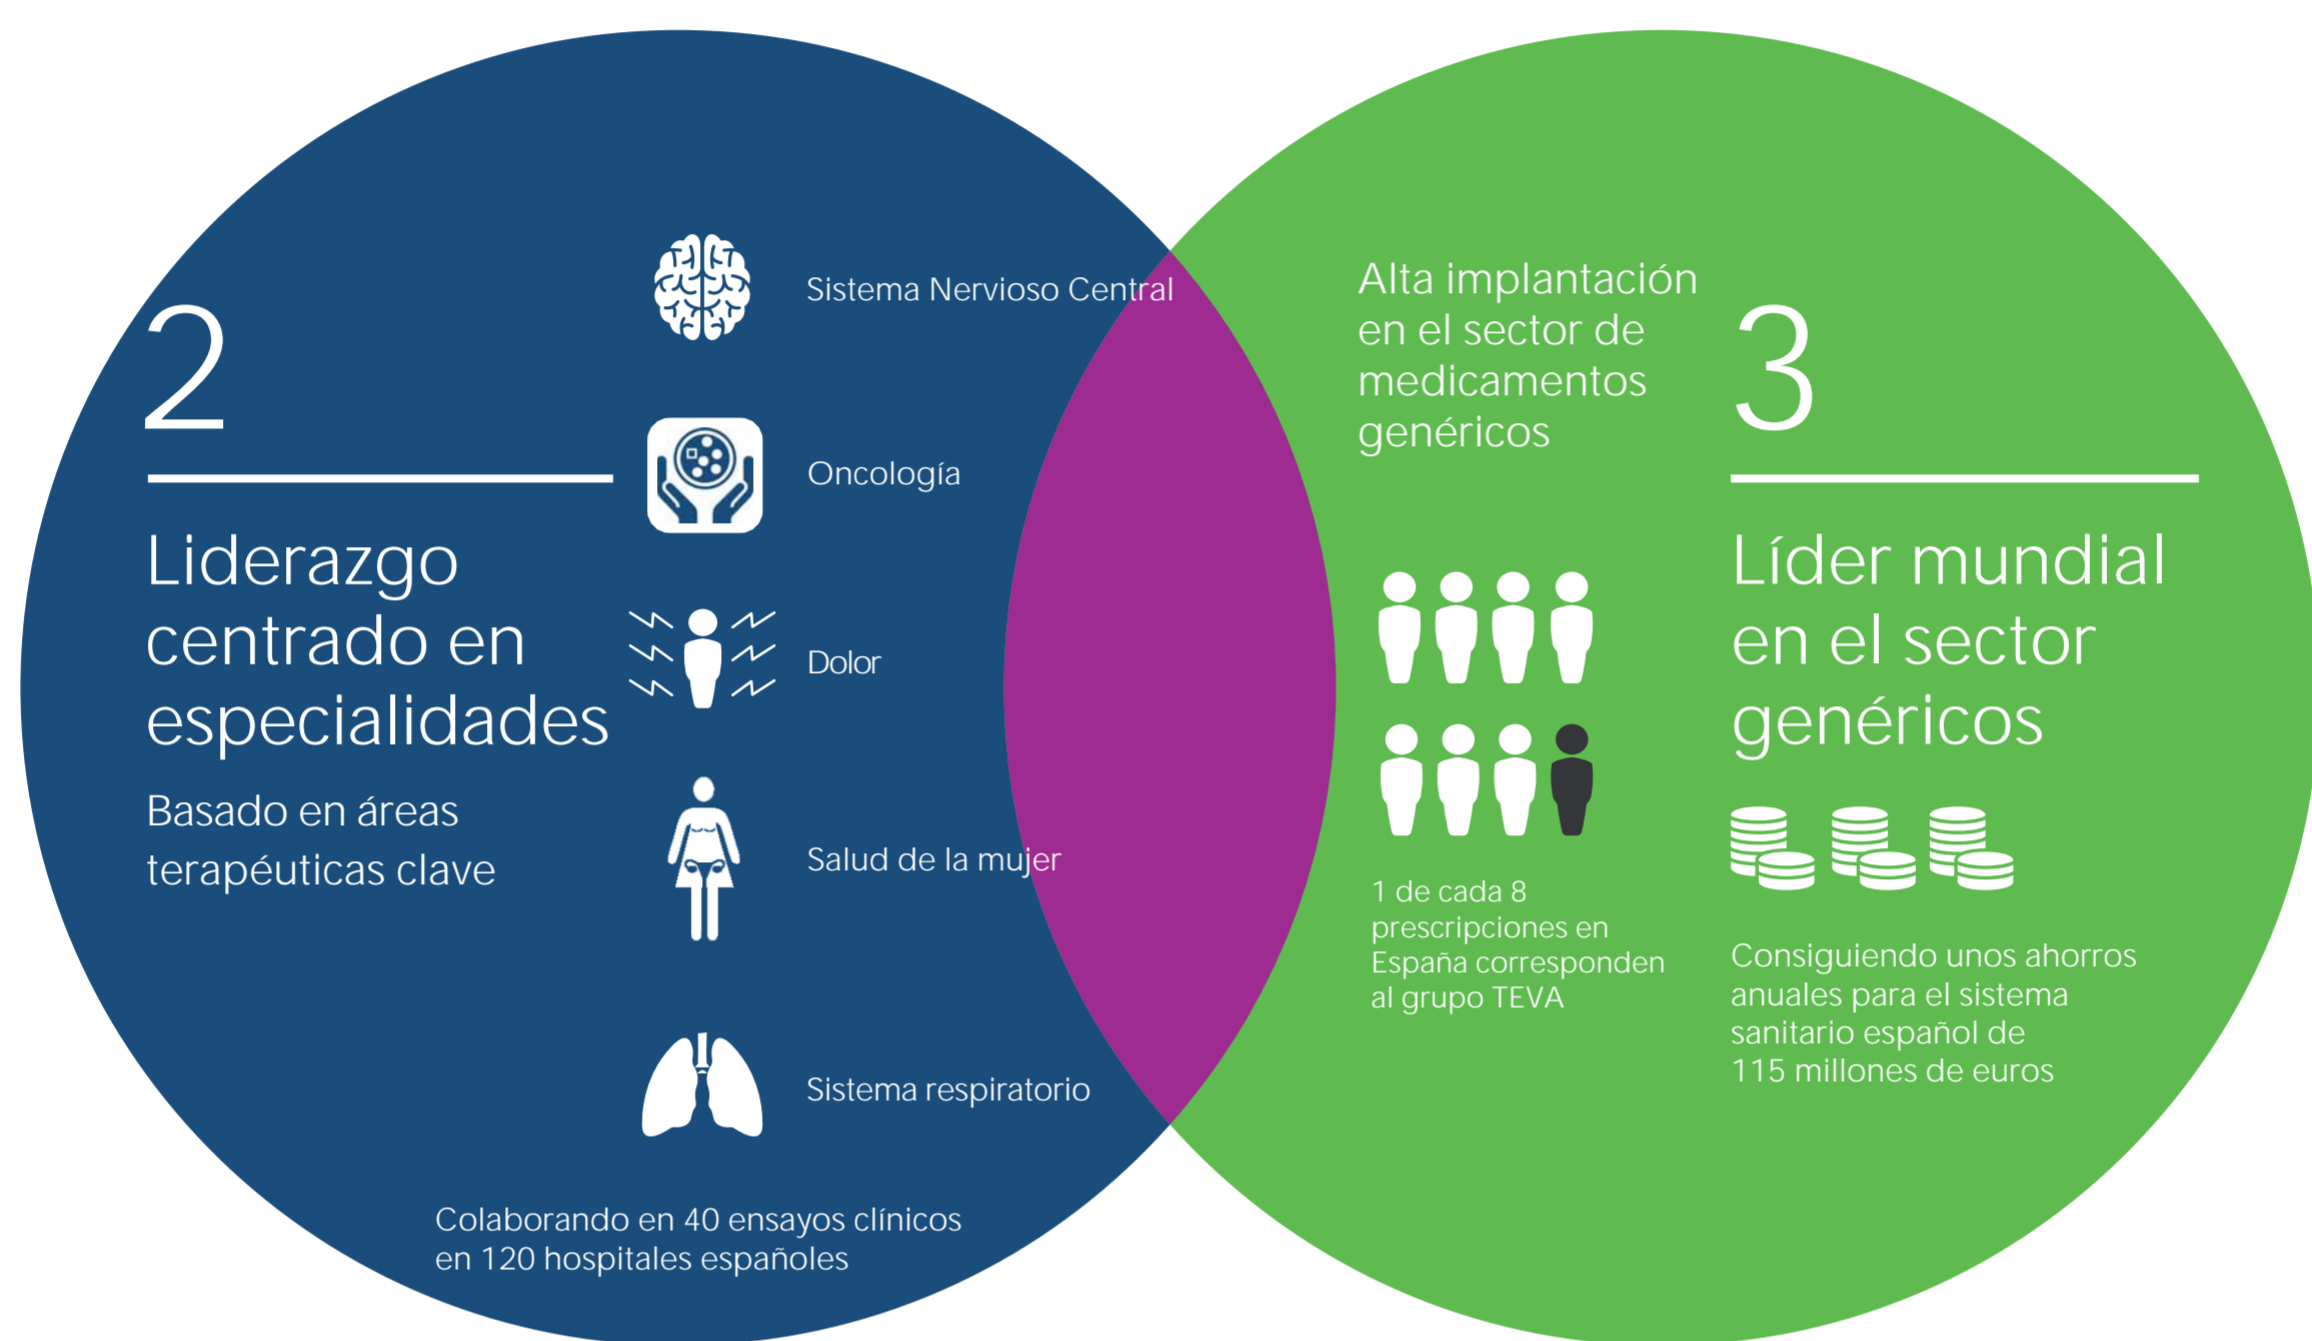 2
Liderazgo
centrado en
especialidades
Basado en áreas
terapéuticas clave
Sistema Nervioso Central
Oncología
Dolor
Salud de la mujer
Sistema respiratorio
Colaborando en 40 ensayos clínicos
en 120 hospitales españoles
Alta implantación
en el sector de
medicamentos
genéricos
1 de cada 8
prescripciones en
España corresponden
al grupo TEVA
3
Líder mundial
en el sector
genéricos
Consiguiendo unos ahorros
anuales para el sistema
sanitario español de
115 millones de euros